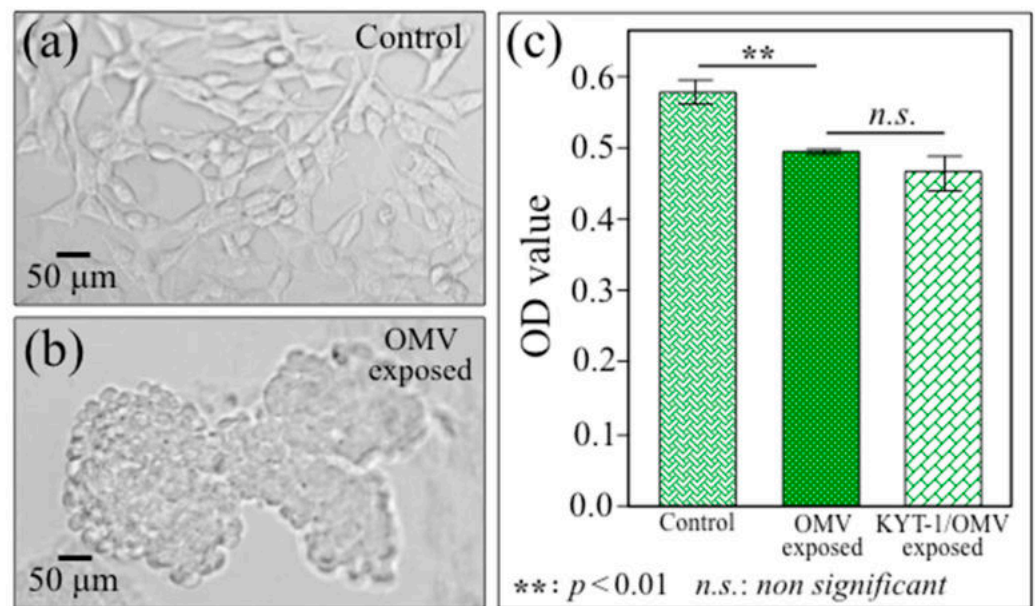 (a)
Control
50 µm
(b)
OMV
exposed
50 µm
(c)
OD value
0.6
0.5
0.4
0.3
0.2
0.1
0.0
**
n.s.
Control
OMV
exposed
KYT-1/OMV
exposed
**: p < 0.01 n.s.: non significant